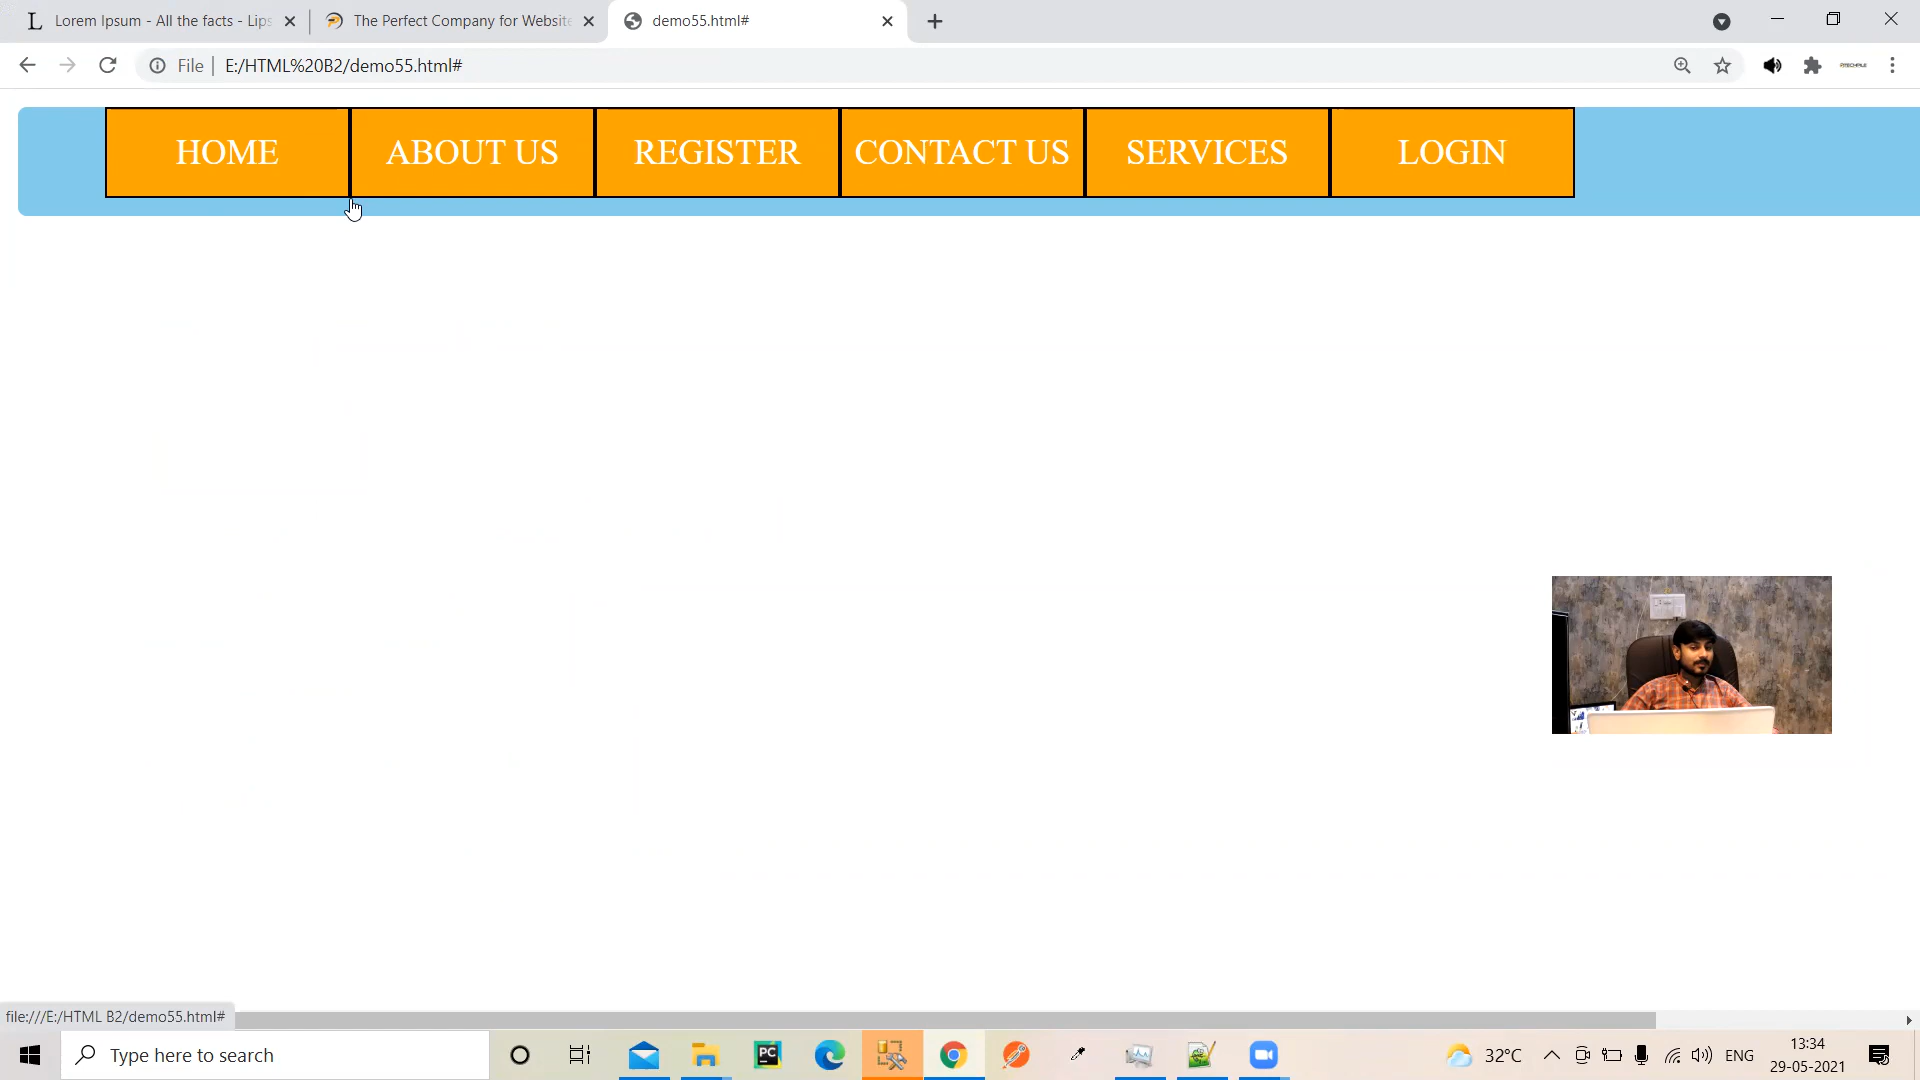 Lorem Ipsum - All the facts - Lips
The Perfect Company for Website
demo55.html#
File
E:/HTML%20B2/demo55.html#
HOME
ABOUT US
REGISTER
CONTACT US
SERVICES
LOGIN
file:///E:/HTML B2/demo55.html#
Type here to search
PC
32°C
ENG
13:34
29-05-2021